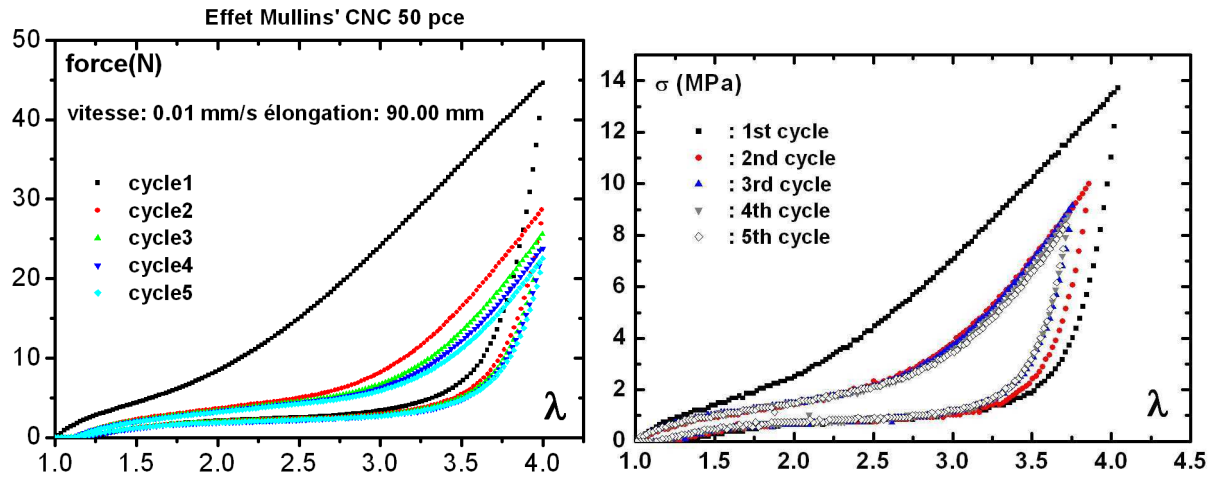 Effet Mullins' CNC 50 pce
50
40
30
20
10
0
force(N)
vitesse: 0.01 mm/s élongation: 90.00 mm
cycle1
cycle2
cycle3
cycle4
cycle5
λ
1.0 1.5 2.0 2.5 3.0 3.5 4.0
14
12
10
8
6
4
2
0
σ (MPa)
: 1st cycle
: 2nd cycle
: 3rd cycle
: 4th cycle
: 5th cycle
λ
1.0 1.5 2.0 2.5 3.0 3.5 4.0 4.5